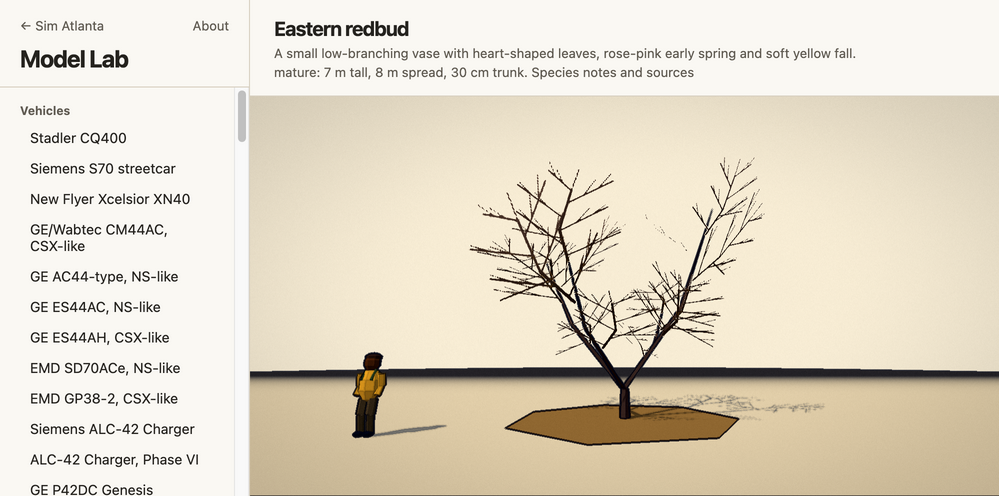 ← Sim Atlanta
About
Model Lab
Vehicles
Stadler CQ400
Siemens S70 streetcar
New Flyer Xcelsior XN40
GE/Wabtec CM44AC,
CSX-like
GE AC44-type, NS-like
GE ES44AC, NS-like
GE ES44AH, CSX-like
EMD SD70ACe, NS-like
EMD GP38-2, CSX-like
Siemens ALC-42 Charger
ALC-42 Charger, Phase VI
GE P42DC Genesis
Eastern redbud
A small low-branching vase with heart-shaped leaves, rose-pink early spring and soft yellow fall.
mature: 7 m tall, 8 m spread, 30 cm trunk. Species notes and sources